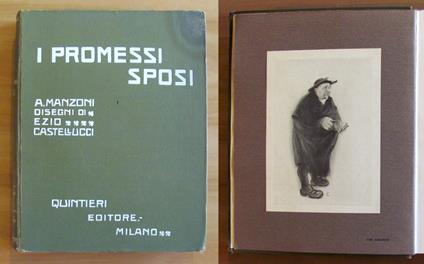 I PROMESSI
SPOSI
A. MANZONI
DISEGNI DI
EZIO
CASTELLUCCI
QUINTIERI
EDITORE.-
MILANO